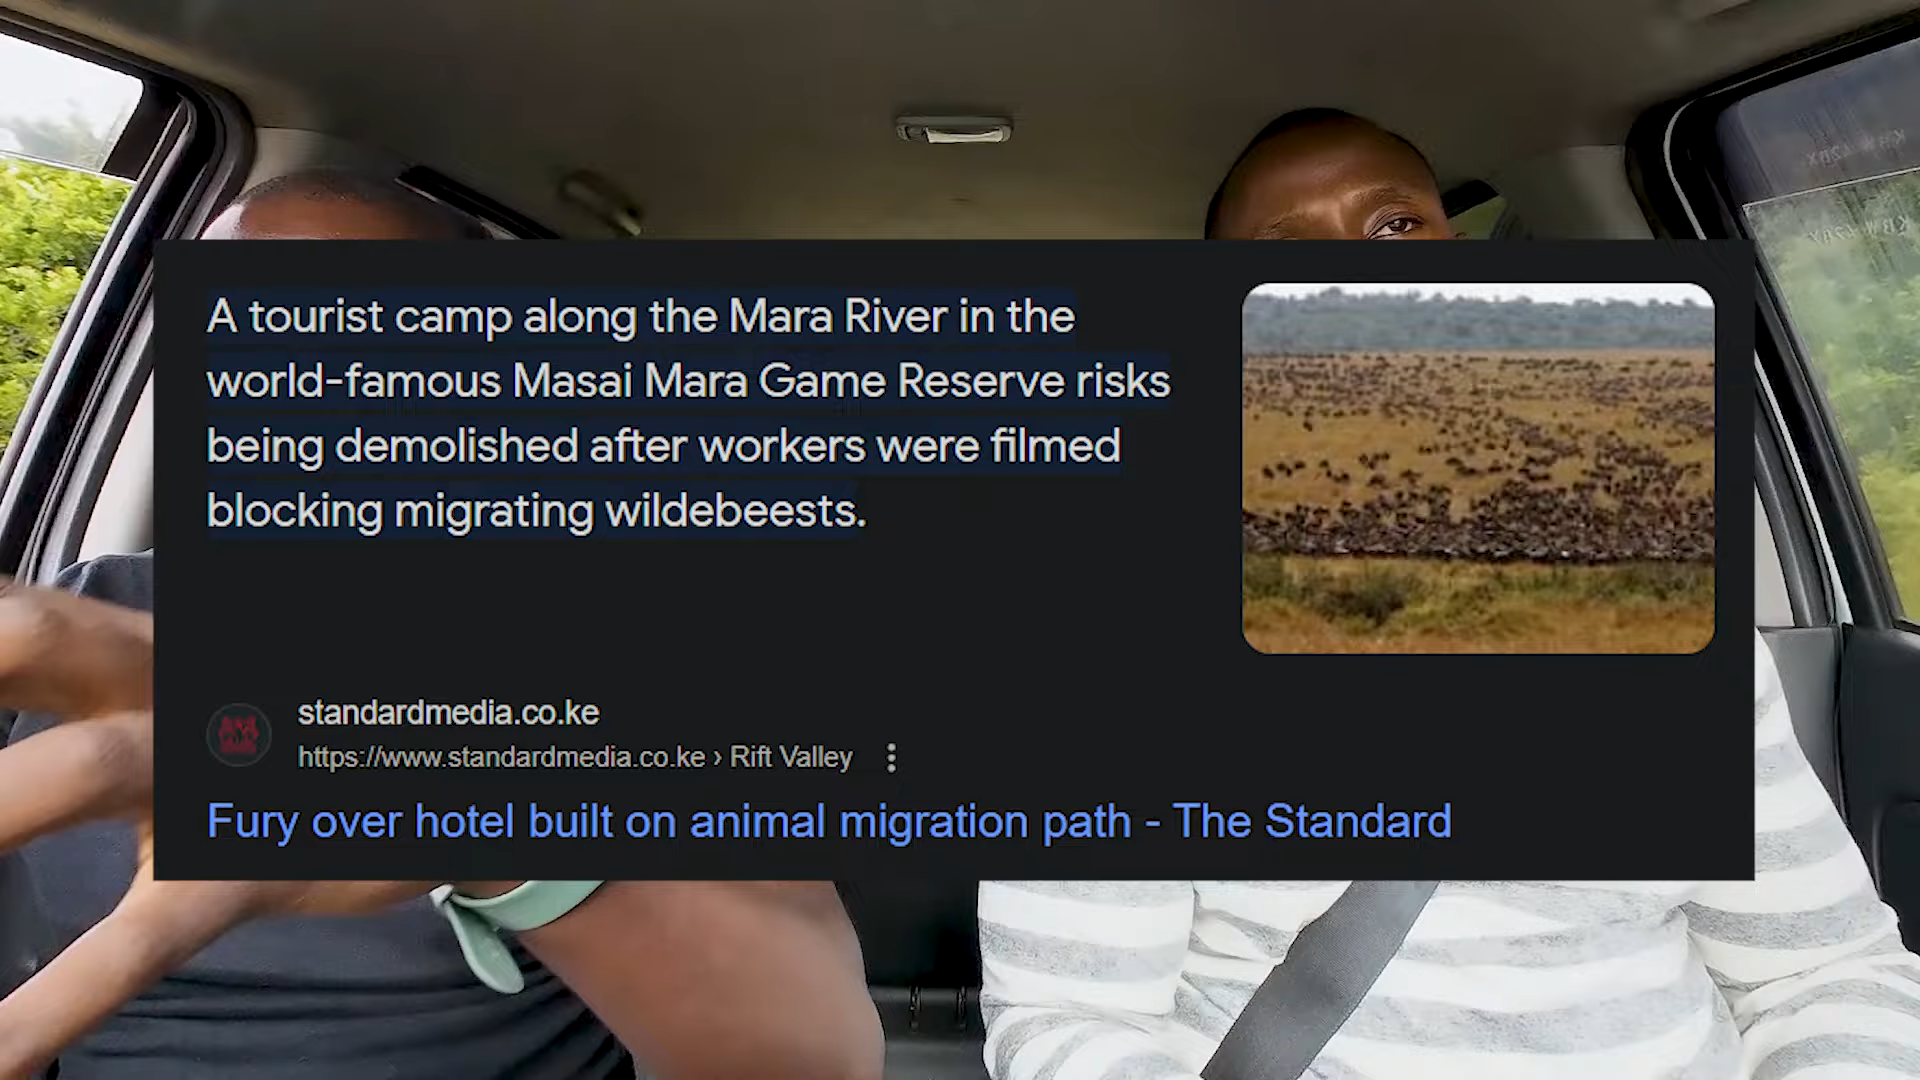 A tourist camp along the Mara River in the
world-famous Masai Mara Game Reserve risks
being demolished after workers were filmed
blocking migrating wildebeests.
standardmedia.co.ke
https://www.standardmedia.co.ke › Rift Valley
Fury over hotel built on animal migration path - The Standard